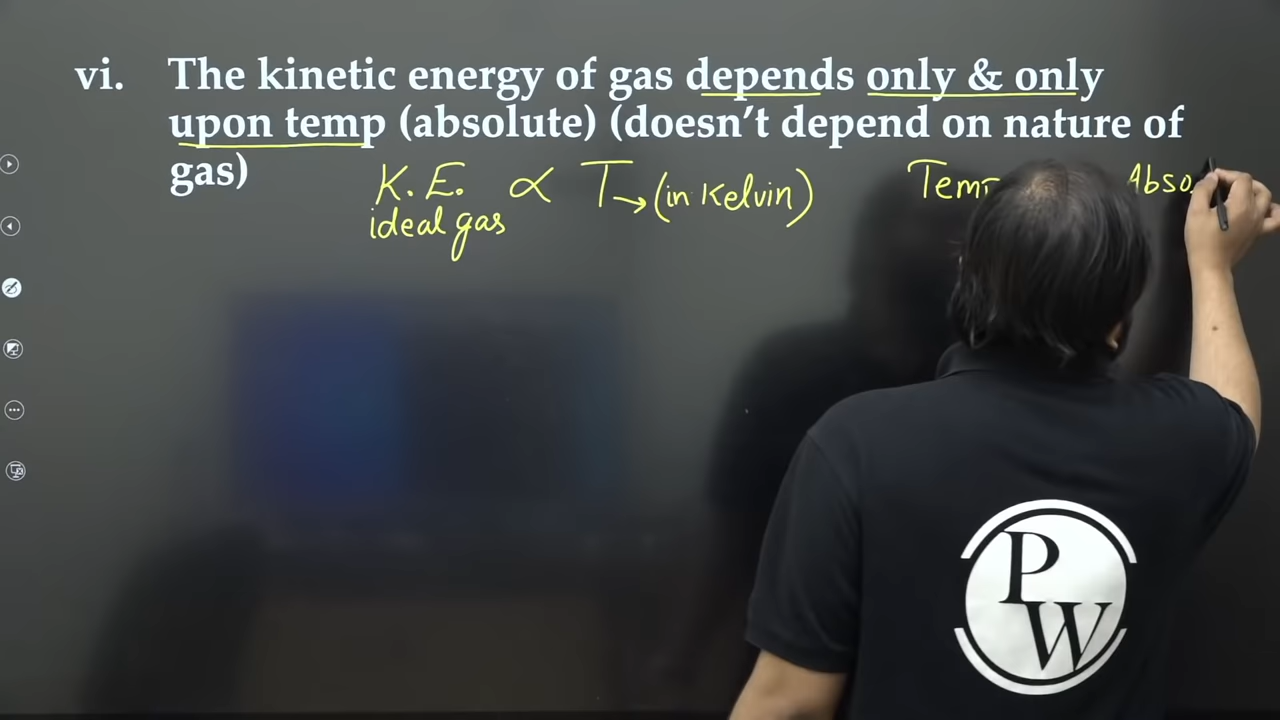 vi. The kinetic energy of gas depends only & only
upon temp (absolute) (doesn't depend on nature of
gas)
K.E. ∝ T → (in Kelvin)
ideal gas
PW